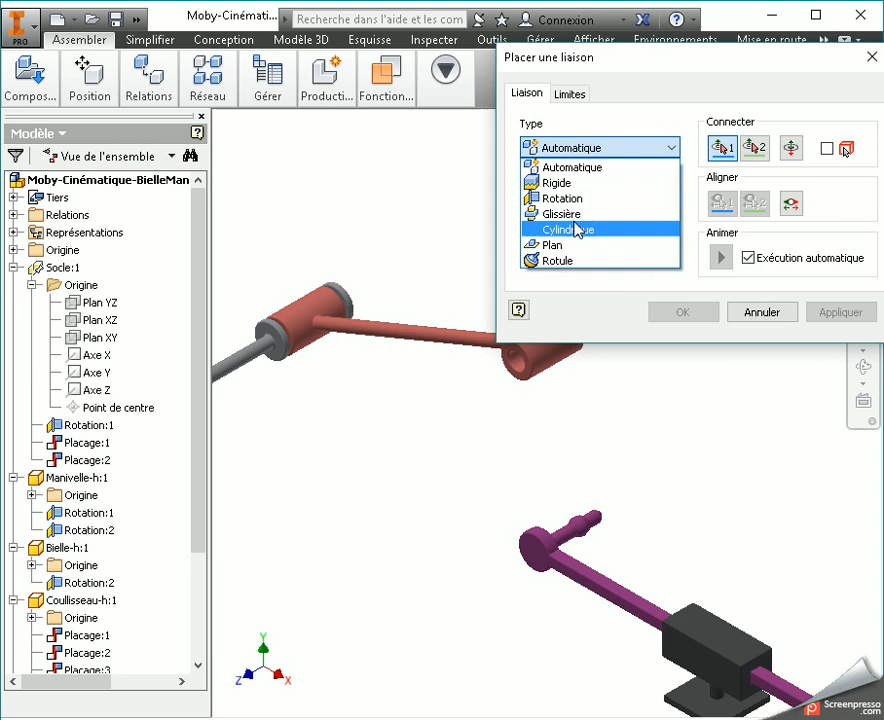 PRO
Moby-Cinémati...
Recherche dans l'aide et les com
Connexion
Assembler
Simplifier
Conception
Modèle 3D
Esquisse
Inspecter
Outils
Gérer
Afficher
Environnements
Mise en route
Compos...
Position
Relations
Réseau
Gérer
Producti...
Fonction...
Modèle
Vue de l'ensemble
Moby-Cinématique-BielleMan
Tiers
Relations
Représentations
Origine
Socle:1
Origine
Plan YZ
Plan XZ
Plan XY
Axe X
Axe Y
Axe Z
Point de centre
Rotation:1
Placage:1
Placage:2
Manivelle-h:1
Origine
Rotation:1
Rotation:2
Bielle-h:1
Origine
Rotation:2
Coullisseau-h:1
Origine
Placage:1
Placage:2
Placage:3
Placer une liaison
Liaison
Limites
Type
Automatique
Automatique
Rigide
Rotation
Glissière
Cylindrique
Plan
Rotule
Connecter
1
2
Aligner
1
2
Animer
Exécution automatique
OK
Annuler
Appliquer
Y
Z
X
Screenpresso
.com